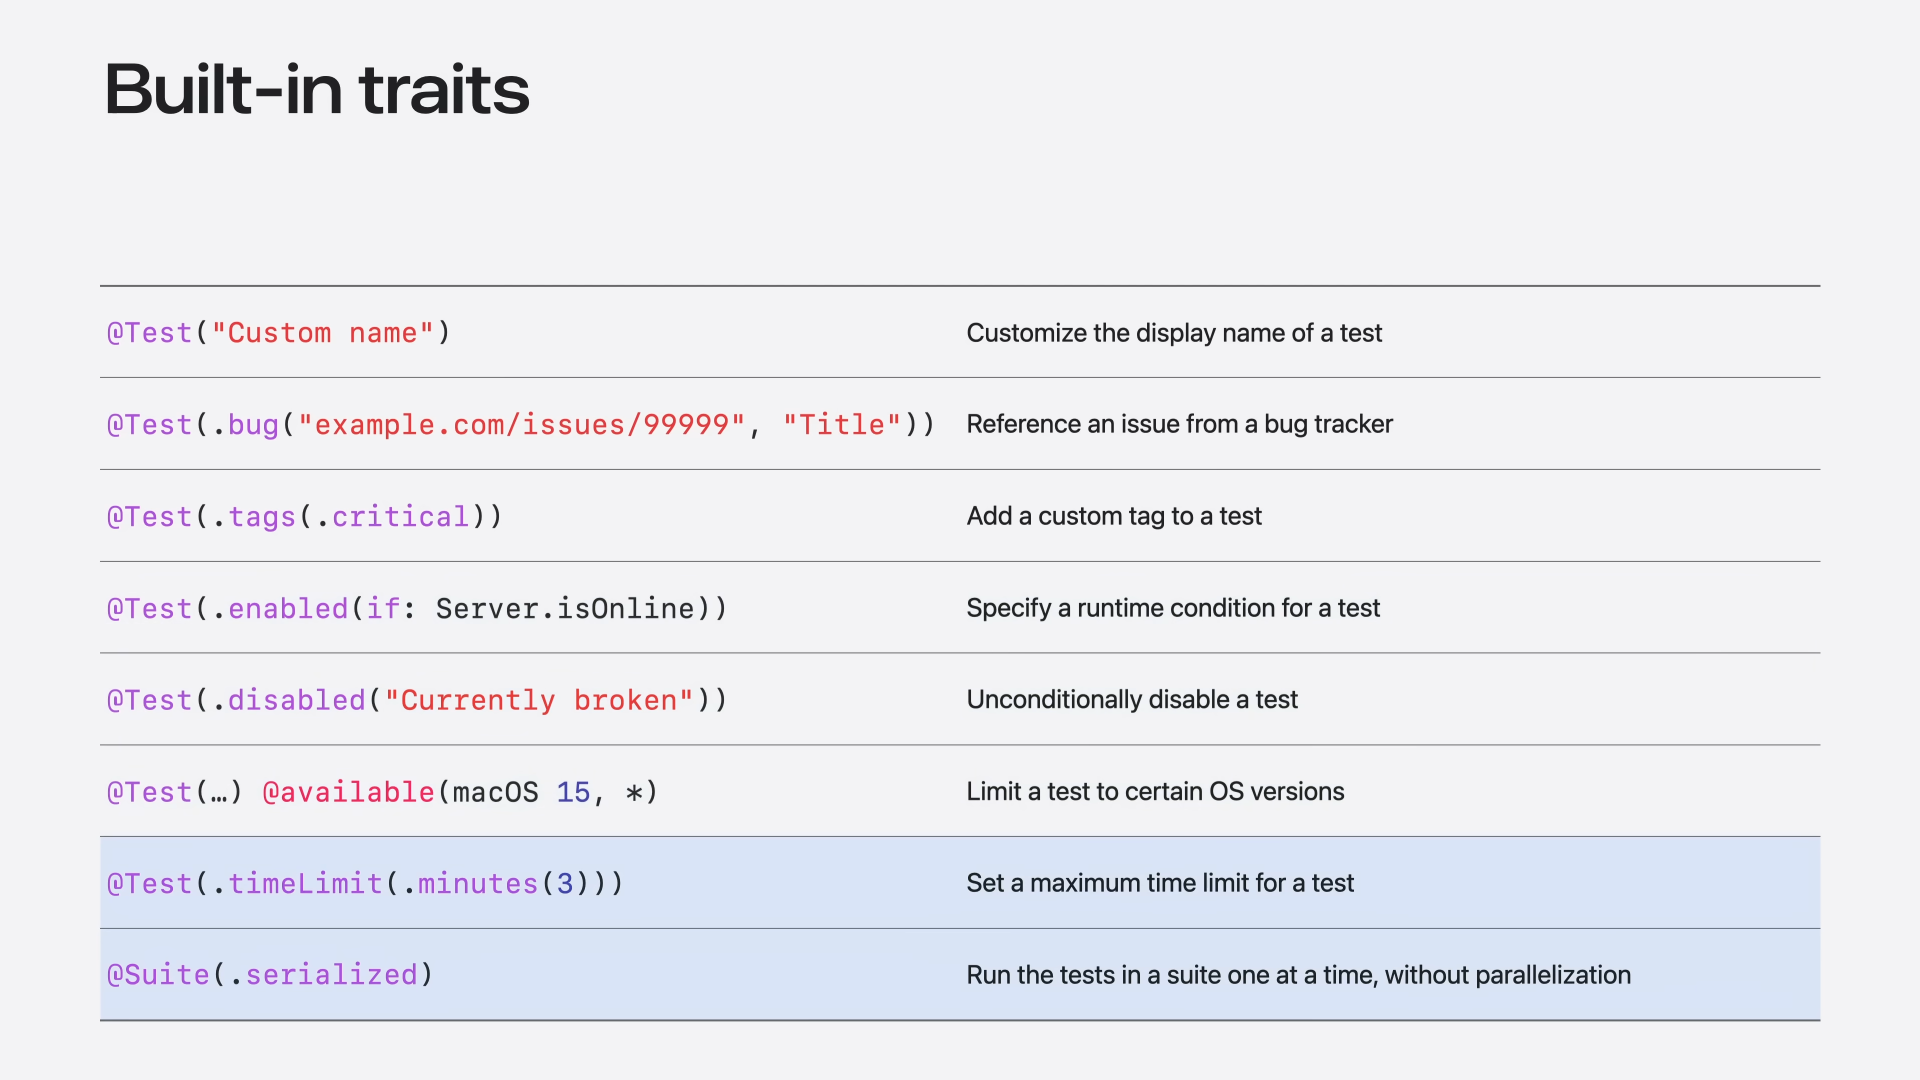 Built-in traits
@Test("Custom name") Customize the display name of a test
@Test(.bug("example.com/issues/99999", "Title")) Reference an issue from a bug tracker
@Test(.tags(.critical)) Add a custom tag to a test
@Test(.enabled(if: Server.isOnline)) Specify a runtime condition for a test
@Test(.disabled("Currently broken")) Unconditionally disable a test
@Test(…) @available(macOS 15, *) Limit a test to certain OS versions
@Test(.timeLimit(.minutes(3))) Set a maximum time limit for a test
@Suite(.serialized) Run the tests in a suite one at a time, without parallelization